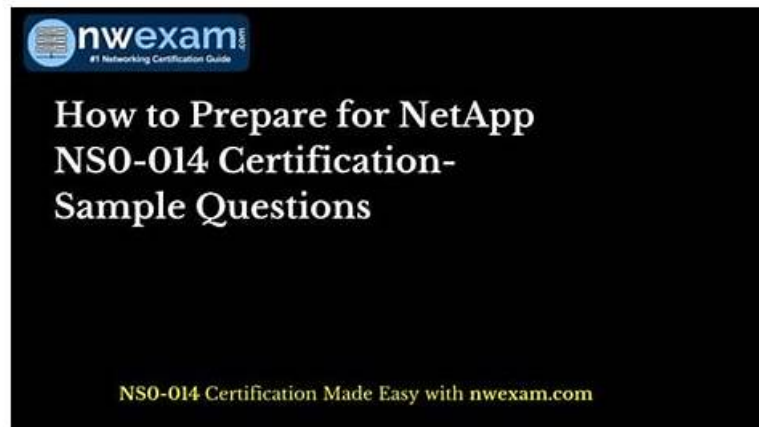 nwexam.com
#1 Networking Certification Guide
How to Prepare for NetApp
NS0-014 Certification-
Sample Questions
NS0-014 Certification Made Easy with nwexam.com